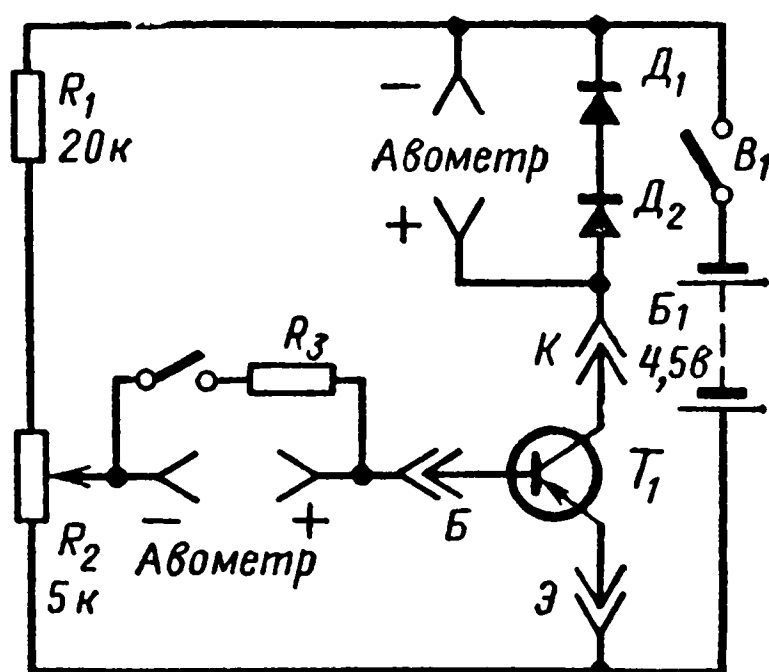 R₁
20к
−
Авометр
+
Д₁
Д₂
В₁
Б₁
4,5в
К
R₃
Т₁
Б
− +
Авометр
R₂
5к
Э